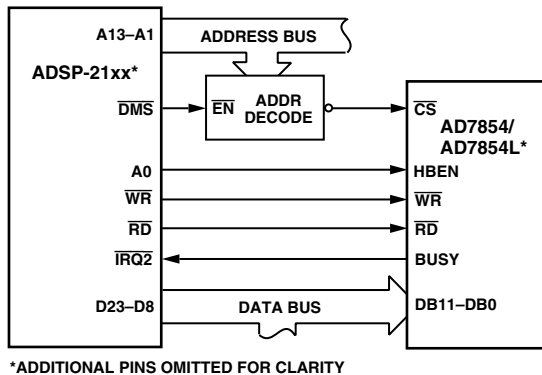 A13–A1
ADDRESS BUS
ADSP-21xx*
DMS
EN
ADDR
DECODE
CS
AD7854/
AD7854L*
A0
HBEN
WR
WR
RD
RD
IRQ2
BUSY
D23–D8
DATA BUS
DB11–DB0
*ADDITIONAL PINS OMITTED FOR CLARITY